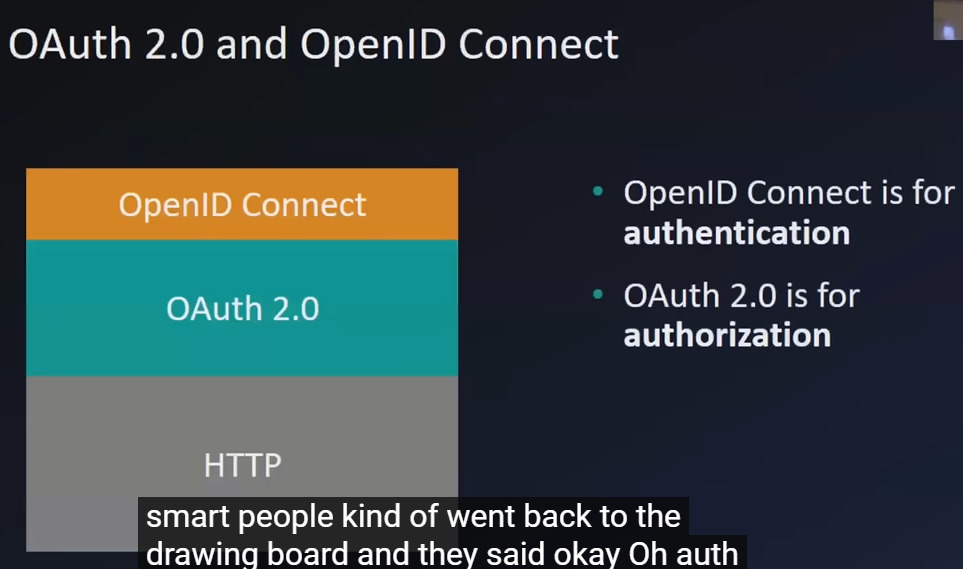 OAuth 2.0 and OpenID Connect
OpenID Connect
OAuth 2.0
HTTP
• OpenID Connect is for
authentication
• OAuth 2.0 is for
authorization
smart people kind of went back to the
drawing board and they said okay Oh auth